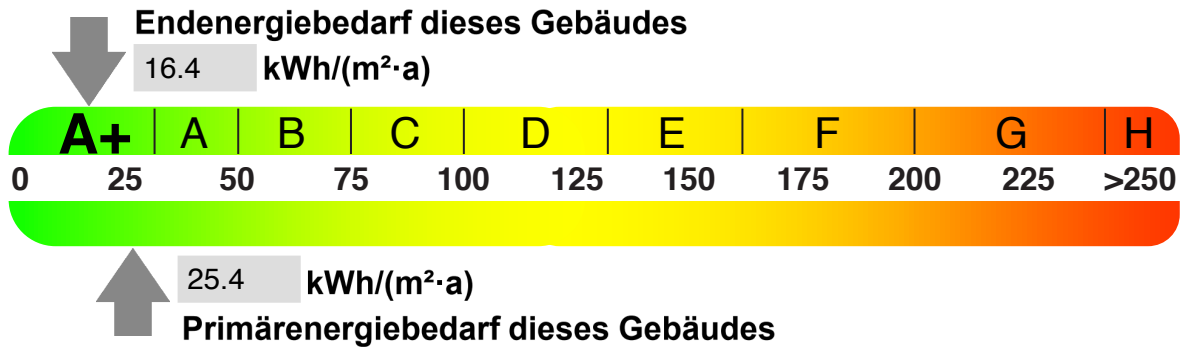 Endenergiebedarf dieses Gebäudes
16.4 kWh/(m²·a)
A+ A B C D E F G H
0 25 50 75 100 125 150 175 200 225 >250
25.4 kWh/(m²·a)
Primärenergiebedarf dieses Gebäudes